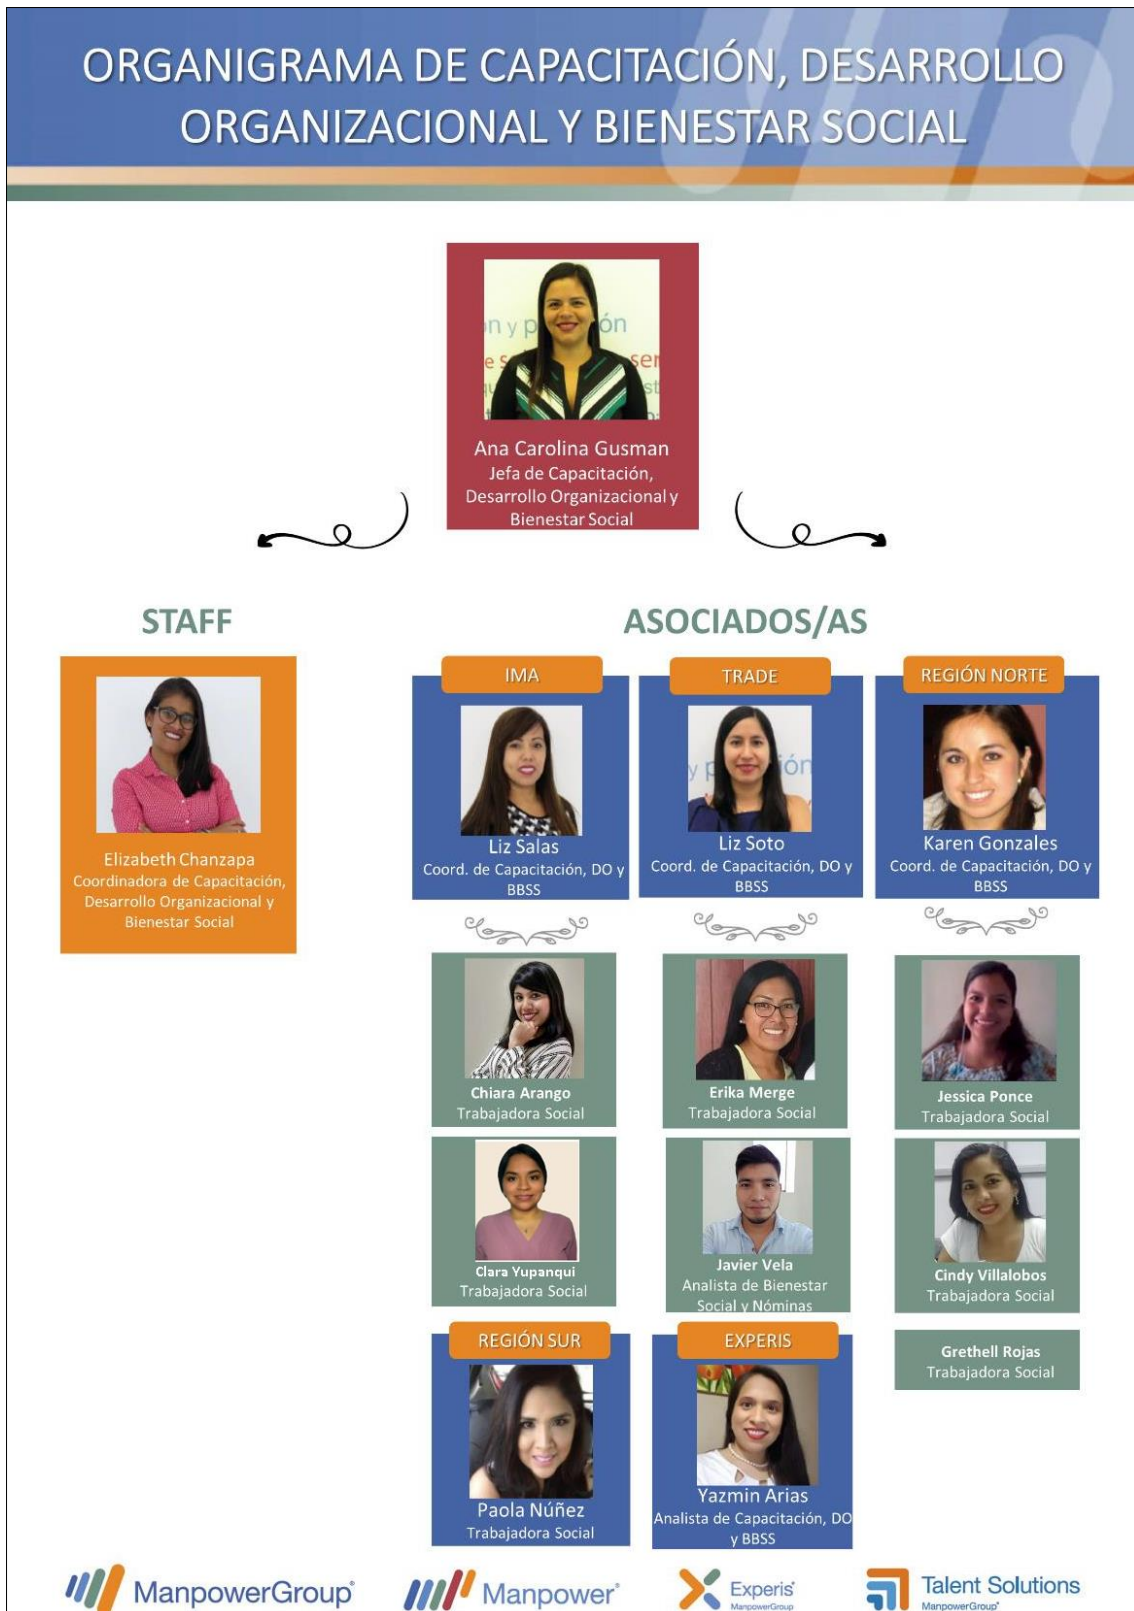 ORGANIGRAMA DE CAPACITACIÓN, DESARROLLO
ORGANIZACIONAL Y BIENESTAR SOCIAL
Ana Carolina Gusman
Jefa de Capacitación,
Desarrollo Organizacional y
Bienestar Social
STAFF
Elizabeth Chanzapa
Coordinadora de Capacitación,
Desarrollo Organizacional y
Bienestar Social
ASOCIADOS/AS
IMA
Liz Salas
Coord. de Capacitación, DO y
BBSS
TRADE
Liz Soto
Coord. de Capacitación, DO y
BBSS
REGIÓN NORTE
Karen Gonzales
Coord. de Capacitación, DO y
BBSS
Chiara Arango
Trabajadora Social
Erika Merge
Trabajadora Social
Jessica Ponce
Trabajadora Social
Clara Yupanqui
Trabajadora Social
Javier Vela
Analista de Bienestar
Social y Nóminas
Cindy Villalobos
Trabajadora Social
REGIÓN SUR
Paola Núñez
Trabajadora Social
EXPERIS
Yazmin Arias
Analista de Capacitación, DO
y BBSS
Grethell Rojas
Trabajadora Social
ManpowerGroup®
Manpower®
Experis®
ManpowerGroup
Talent Solutions
ManpowerGroup®